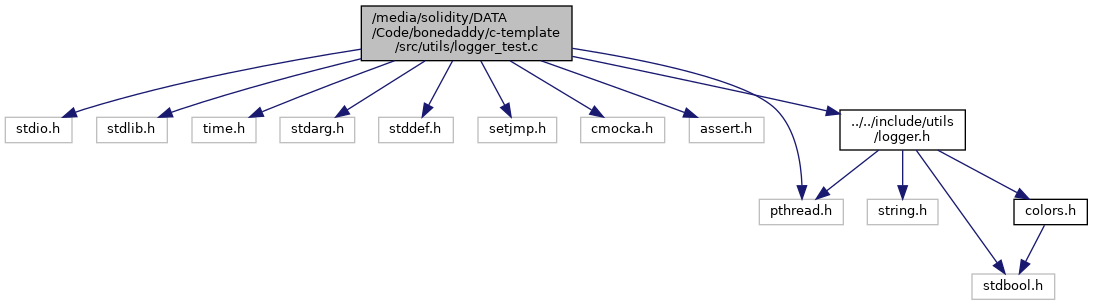 /media/solidity/DATA
/Code/bonedaddy/c-template
/src/utils/logger_test.c
stdio.h
stdlib.h
time.h
stdarg.h
stddef.h
setjmp.h
cmocka.h
assert.h
../../include/utils
/logger.h
pthread.h
string.h
colors.h
stdbool.h